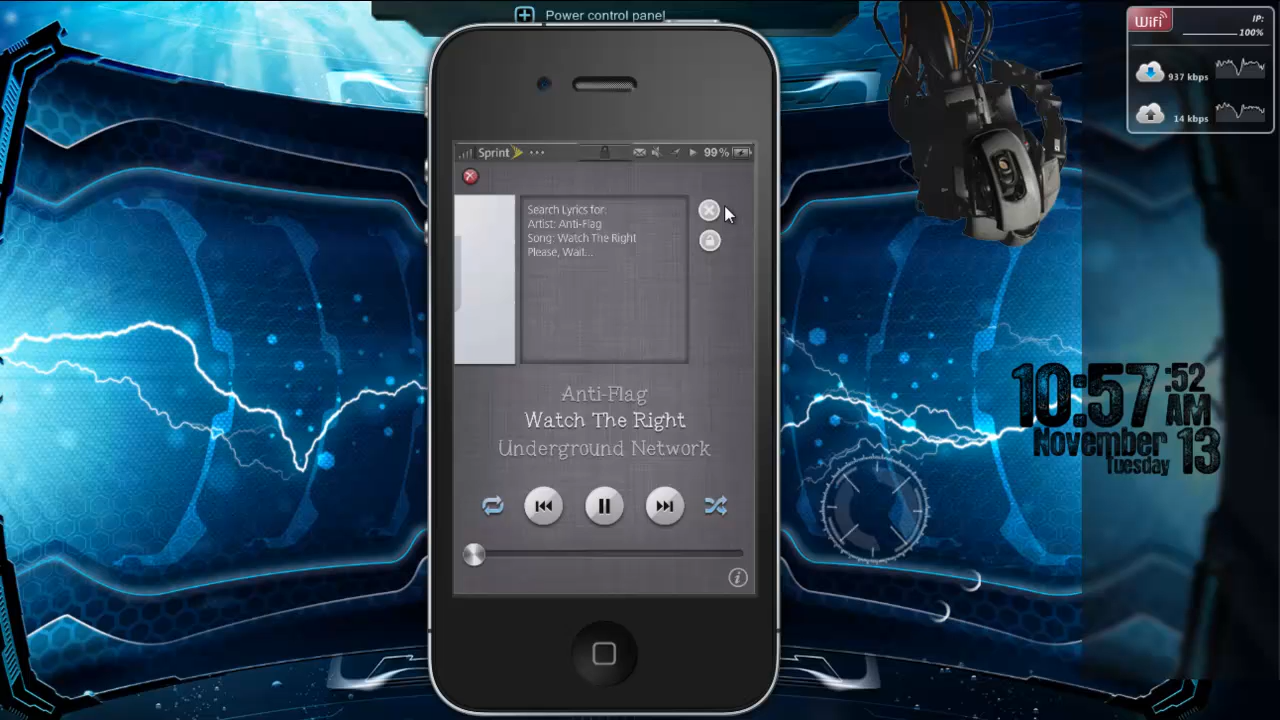 Power control panel
Wifi
IP:
100%
937 kbps
14 kbps
Sprint
99%
Search Lyrics for:
Artist: Anti-Flag
Song: Watch The Right
Please, Wait...
Anti-Flag
Watch The Right
Underground Network
10:57 :52 AM
November 13
Tuesday